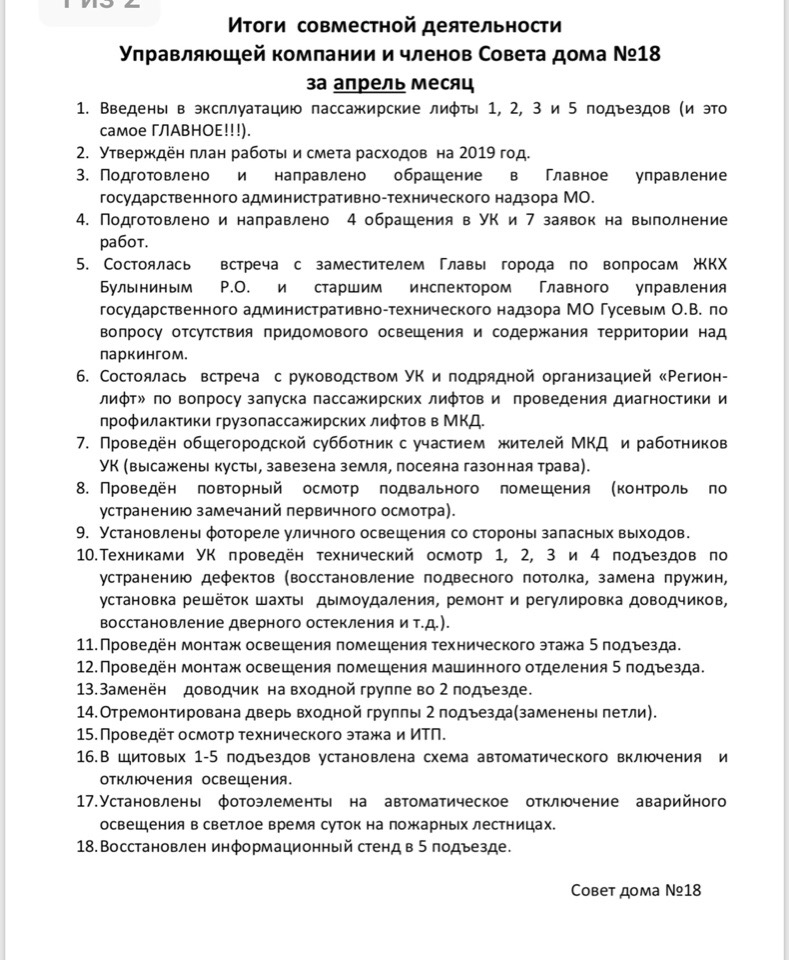 1 из 2
Итоги совместной деятельности
Управляющей компании и членов Совета дома №18
за апрель месяц
1. Введены в эксплуатацию пассажирские лифты 1, 2, 3 и 5 подъездов (и это
самое ГЛАВНОЕ!!!).
2. Утверждён план работы и смета расходов на 2019 год.
3. Подготовлено и направлено обращение в Главное управление
государственного административно-технического надзора МО.
4. Подготовлено и направлено 4 обращения в УК и 7 заявок на выполнение
работ.
5. Состоялась встреча с заместителем Главы города по вопросам ЖКХ
Булыниным Р.О. и старшим инспектором Главного управления
государственного административно-технического надзора МО Гусевым О.В. по
вопросу отсутствия придомового освещения и содержания территории над
паркингом.
6. Состоялась встреча с руководством УК и подрядной организацией «Регион-
лифт» по вопросу запуска пассажирских лифтов и проведения диагностики и
профилактики грузопассажирских лифтов в МКД.
7. Проведён общегородской субботник с участием жителей МКД и работников
УК (высажены кусты, завезена земля, посеяна газонная трава).
8. Проведён повторный осмотр подвального помещения (контроль по
устранению замечаний первичного осмотра).
9. Установлены фотореле уличного освещения со стороны запасных выходов.
10.Техниками УК проведён технический осмотр 1, 2, 3 и 4 подъездов по
устранению дефектов (восстановление подвесного потолка, замена пружин,
установка решёток шахты дымоудаления, ремонт и регулировка доводчиков,
восстановление дверного остекления и т.д.).
11.Проведён монтаж освещения помещения технического этажа 5 подъезда.
12.Проведён монтаж освещения помещения машинного отделения 5 подъезда.
13.Заменён доводчик на входной группе во 2 подъезде.
14.Отремонтирована дверь входной группы 2 подъезда(заменены петли).
15.Проведёт осмотр технического этажа и ИТП.
16.В щитовых 1-5 подъездов установлена схема автоматического включения и
отключения освещения.
17.Установлены фотоэлементы на автоматическое отключение аварийного
освещения в светлое время суток на пожарных лестницах.
18.Восстановлен информационный стенд в 5 подъезде.
Совет дома №18